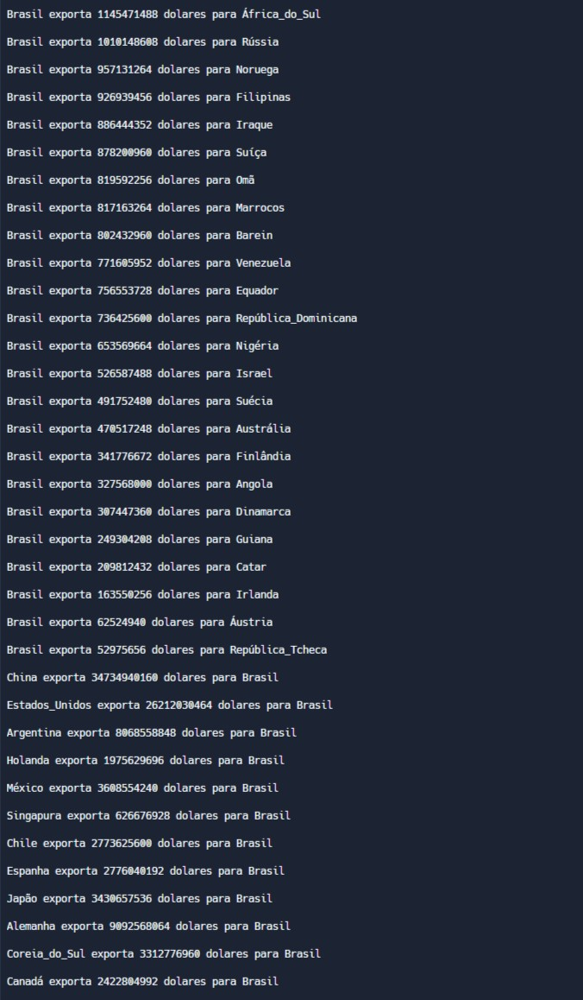 Brasil exporta 1145471488 dolares para África_do_Sul
Brasil exporta 1010148608 dolares para Rússia
Brasil exporta 957131264 dolares para Noruega
Brasil exporta 926939456 dolares para Filipinas
Brasil exporta 886444352 dolares para Iraque
Brasil exporta 878200960 dolares para Suíça
Brasil exporta 819592256 dolares para Omã
Brasil exporta 817163264 dolares para Marrocos
Brasil exporta 802432960 dolares para Barein
Brasil exporta 771605952 dolares para Venezuela
Brasil exporta 756553728 dolares para Equador
Brasil exporta 736425600 dolares para República_Dominicana
Brasil exporta 653569664 dolares para Nigéria
Brasil exporta 526587488 dolares para Israel
Brasil exporta 491752480 dolares para Suécia
Brasil exporta 470517248 dolares para Austrália
Brasil exporta 341776672 dolares para Finlândia
Brasil exporta 327568000 dolares para Angola
Brasil exporta 307447360 dolares para Dinamarca
Brasil exporta 249304208 dolares para Guiana
Brasil exporta 209812432 dolares para Catar
Brasil exporta 163550256 dolares para Irlanda
Brasil exporta 62524940 dolares para Áustria
Brasil exporta 52975656 dolares para República_Tcheca
China exporta 34734940160 dolares para Brasil
Estados_Unidos exporta 26212030464 dolares para Brasil
Argentina exporta 8068558848 dolares para Brasil
Holanda exporta 1975629696 dolares para Brasil
México exporta 3608554240 dolares para Brasil
Singapura exporta 626676928 dolares para Brasil
Chile exporta 2773625600 dolares para Brasil
Espanha exporta 2776040192 dolares para Brasil
Japão exporta 3430657536 dolares para Brasil
Alemanha exporta 9092568064 dolares para Brasil
Coreia_do_Sul exporta 3312776960 dolares para Brasil
Canadá exporta 2422804992 dolares para Brasil